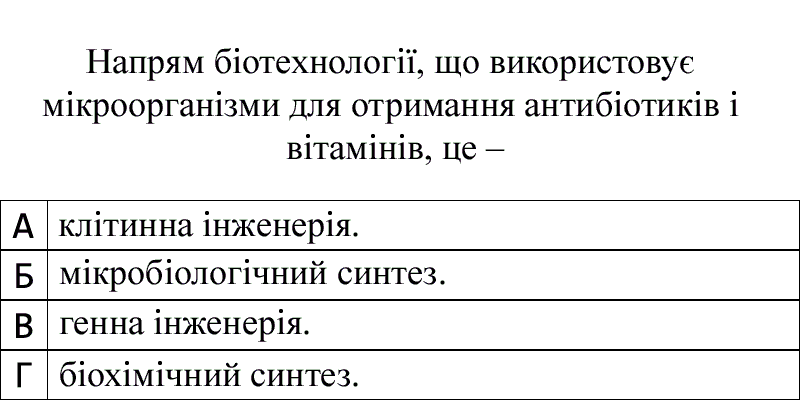 Напрям біотехнології, що використовує
мікроорганізми для отримання антибіотиків і
вітамінів, це –
А клітинна інженерія.
Б мікробіологічний синтез.
В генна інженерія.
Г біохімічний синтез.